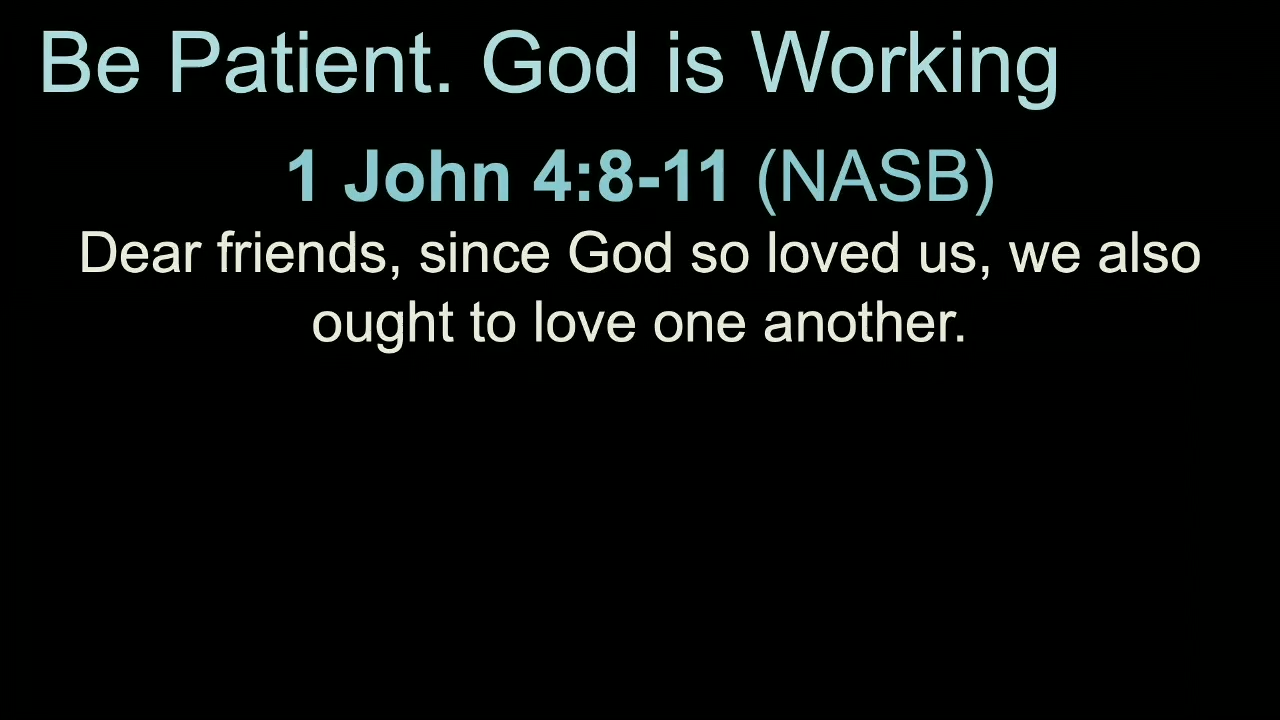 Be Patient. God is Working
1 John 4:8-11 (NASB)
Dear friends, since God so loved us, we also
ought to love one another.